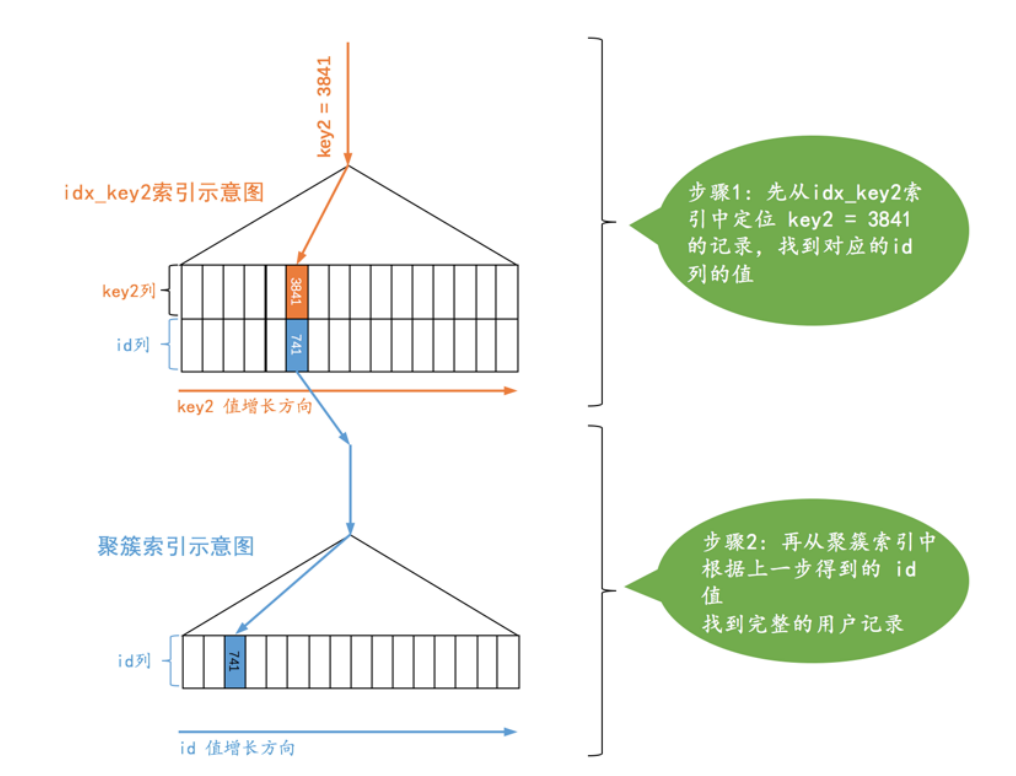 key2 = 3841
idx_key2索引示意图
key2列
3841
id列
741
key2 值增长方向
步骤1: 先从idx_key2索
引中定位 key2 = 3841
的记录, 找到对应的id
列的值
聚簇索引示意图
id列
741
id 值增长方向
步骤2: 再从聚簇索引中
根据上一步得到的 id
值
找到完整的用户记录